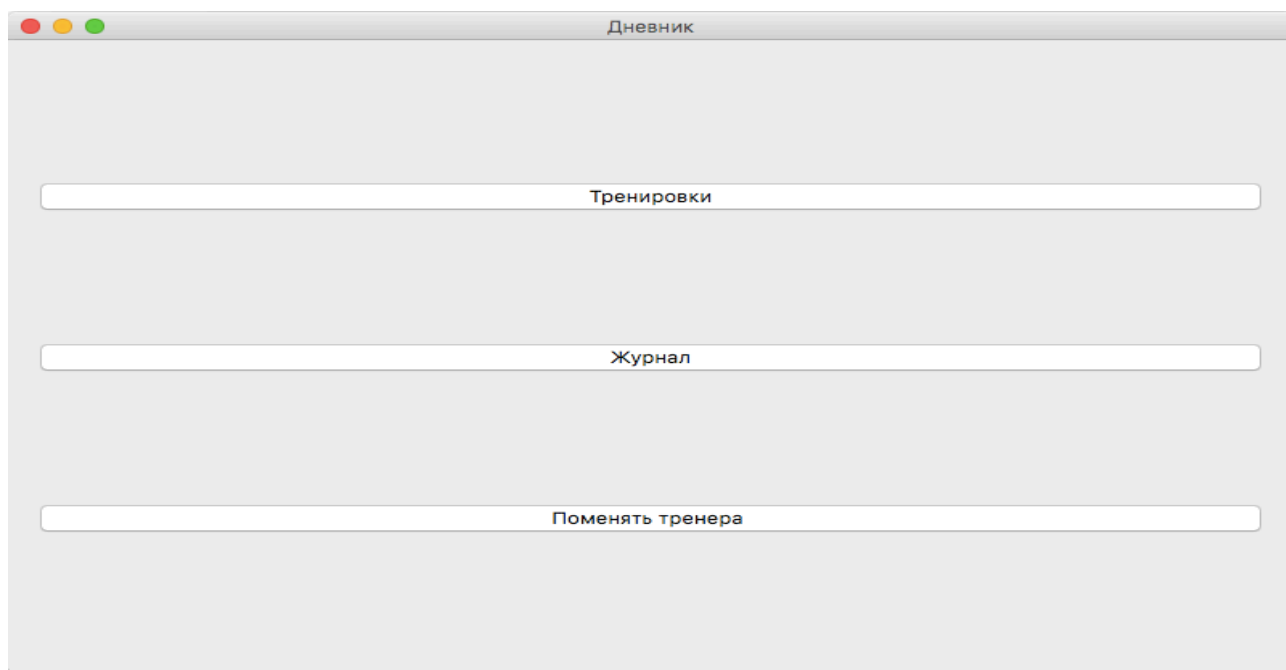 Дневник
Тренировки
Журнал
Поменять тренера